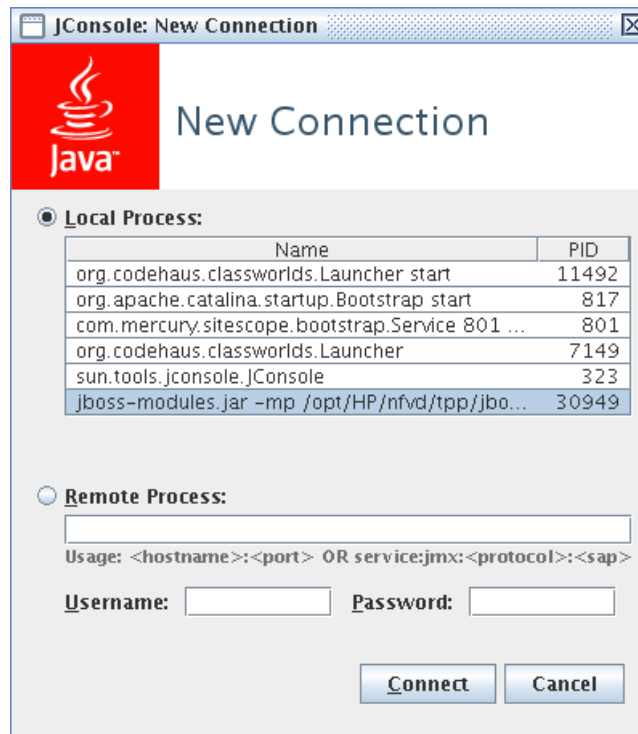 JConsole: New Connection
Java™
New Connection
Local Process:
Name PID
org.codehaus.classworlds.Launcher start 11492
org.apache.catalina.startup.Bootstrap start 817
com.mercury.sitescope.bootstrap.Service 801 ... 801
org.codehaus.classworlds.Launcher 7149
sun.tools.jconsole.JConsole 323
jboss-modules.jar -mp /opt/HP/nfvd/tpp/jbo... 30949
Remote Process:
Usage: <hostname>:<port> OR service:jmx:<protocol>:<sap>
Username: Password:
Connect Cancel